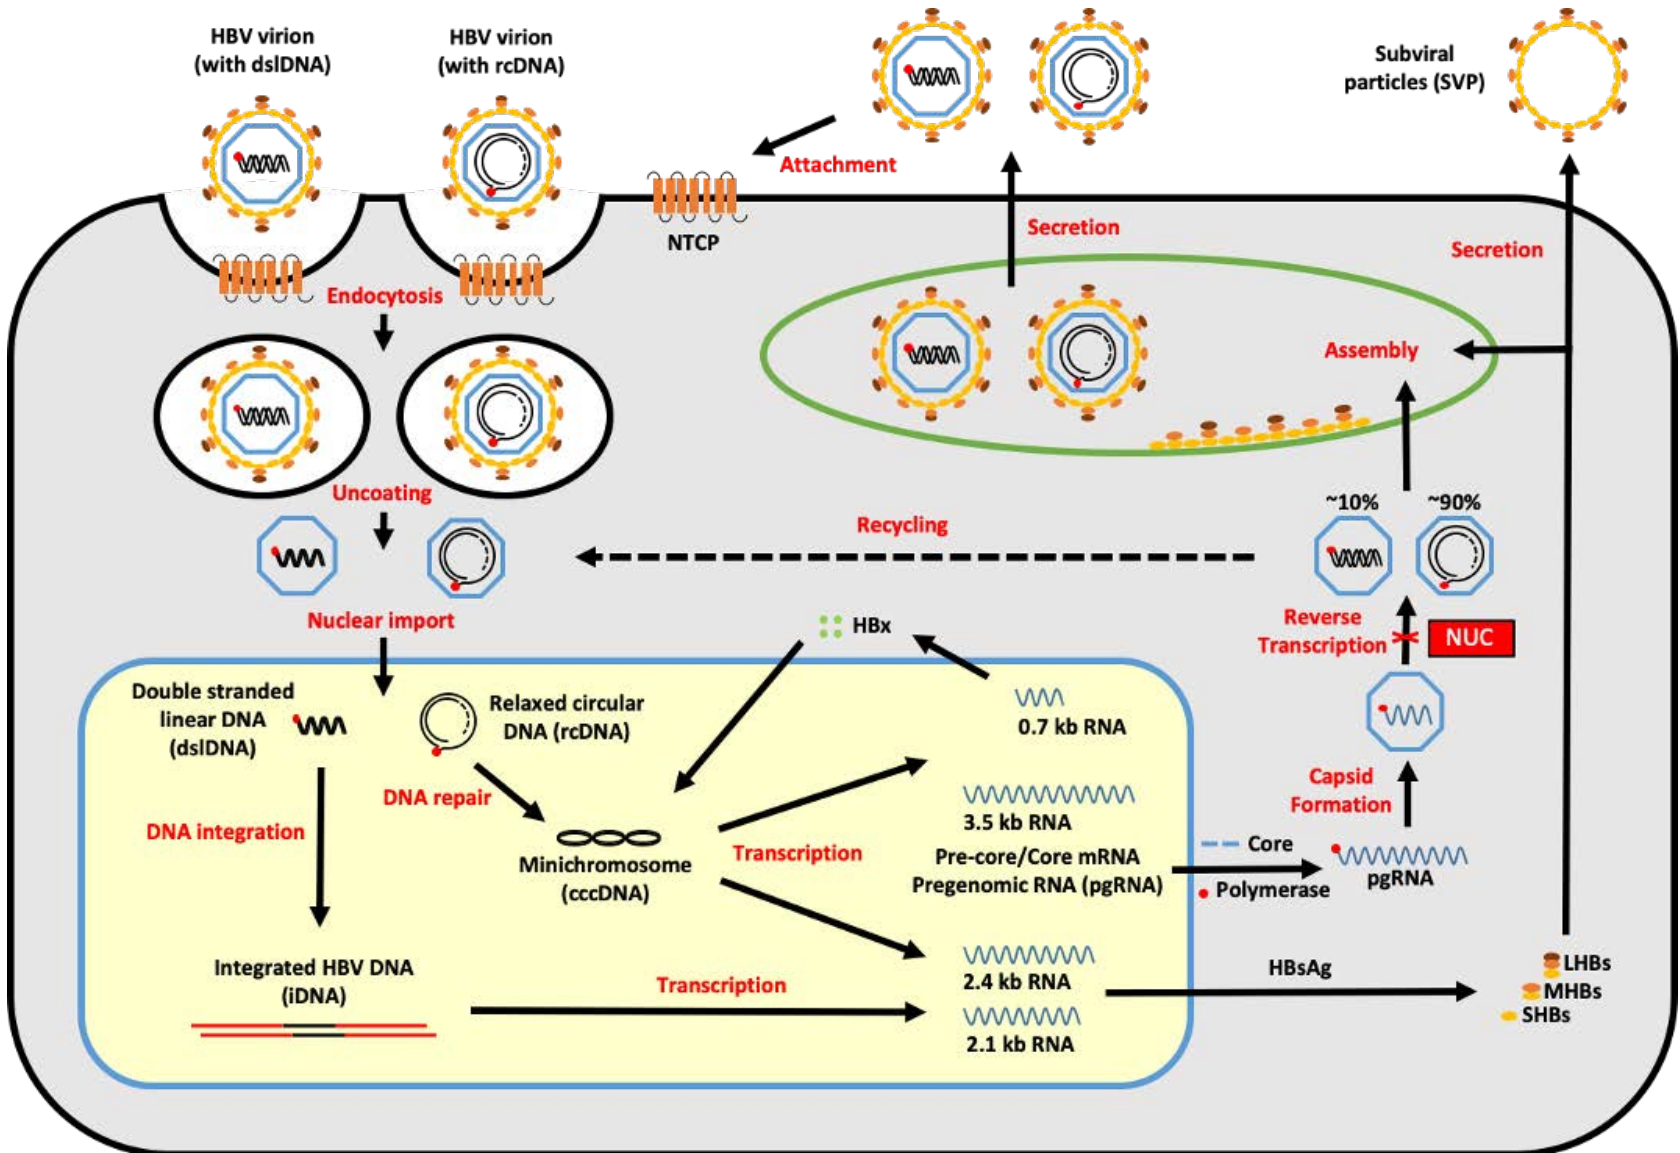 HBV virion
(with dslDNA)
HBV virion
(with rcDNA)
Subviral
particles (SVP)
Attachment
NTCP
Secretion
Secretion
Endocytosis
Assembly
Uncoating
~10%
~90%
Recycling
Nuclear import
HBx
Reverse
Transcription
NUC
Double stranded
linear DNA
(dslDNA)
Relaxed circular
DNA (rcDNA)
0.7 kb RNA
DNA repair
Capsid
Formation
DNA integration
3.5 kb RNA
Minichromosome
(cccDNA)
Transcription
Pre-core/Core mRNA
Pregenomic RNA (pgRNA)
Core
Polymerase
pgRNA
Integrated HBV DNA
(iDNA)
Transcription
2.4 kb RNA
2.1 kb RNA
HBsAg
LHBs
MHBs
SHBs